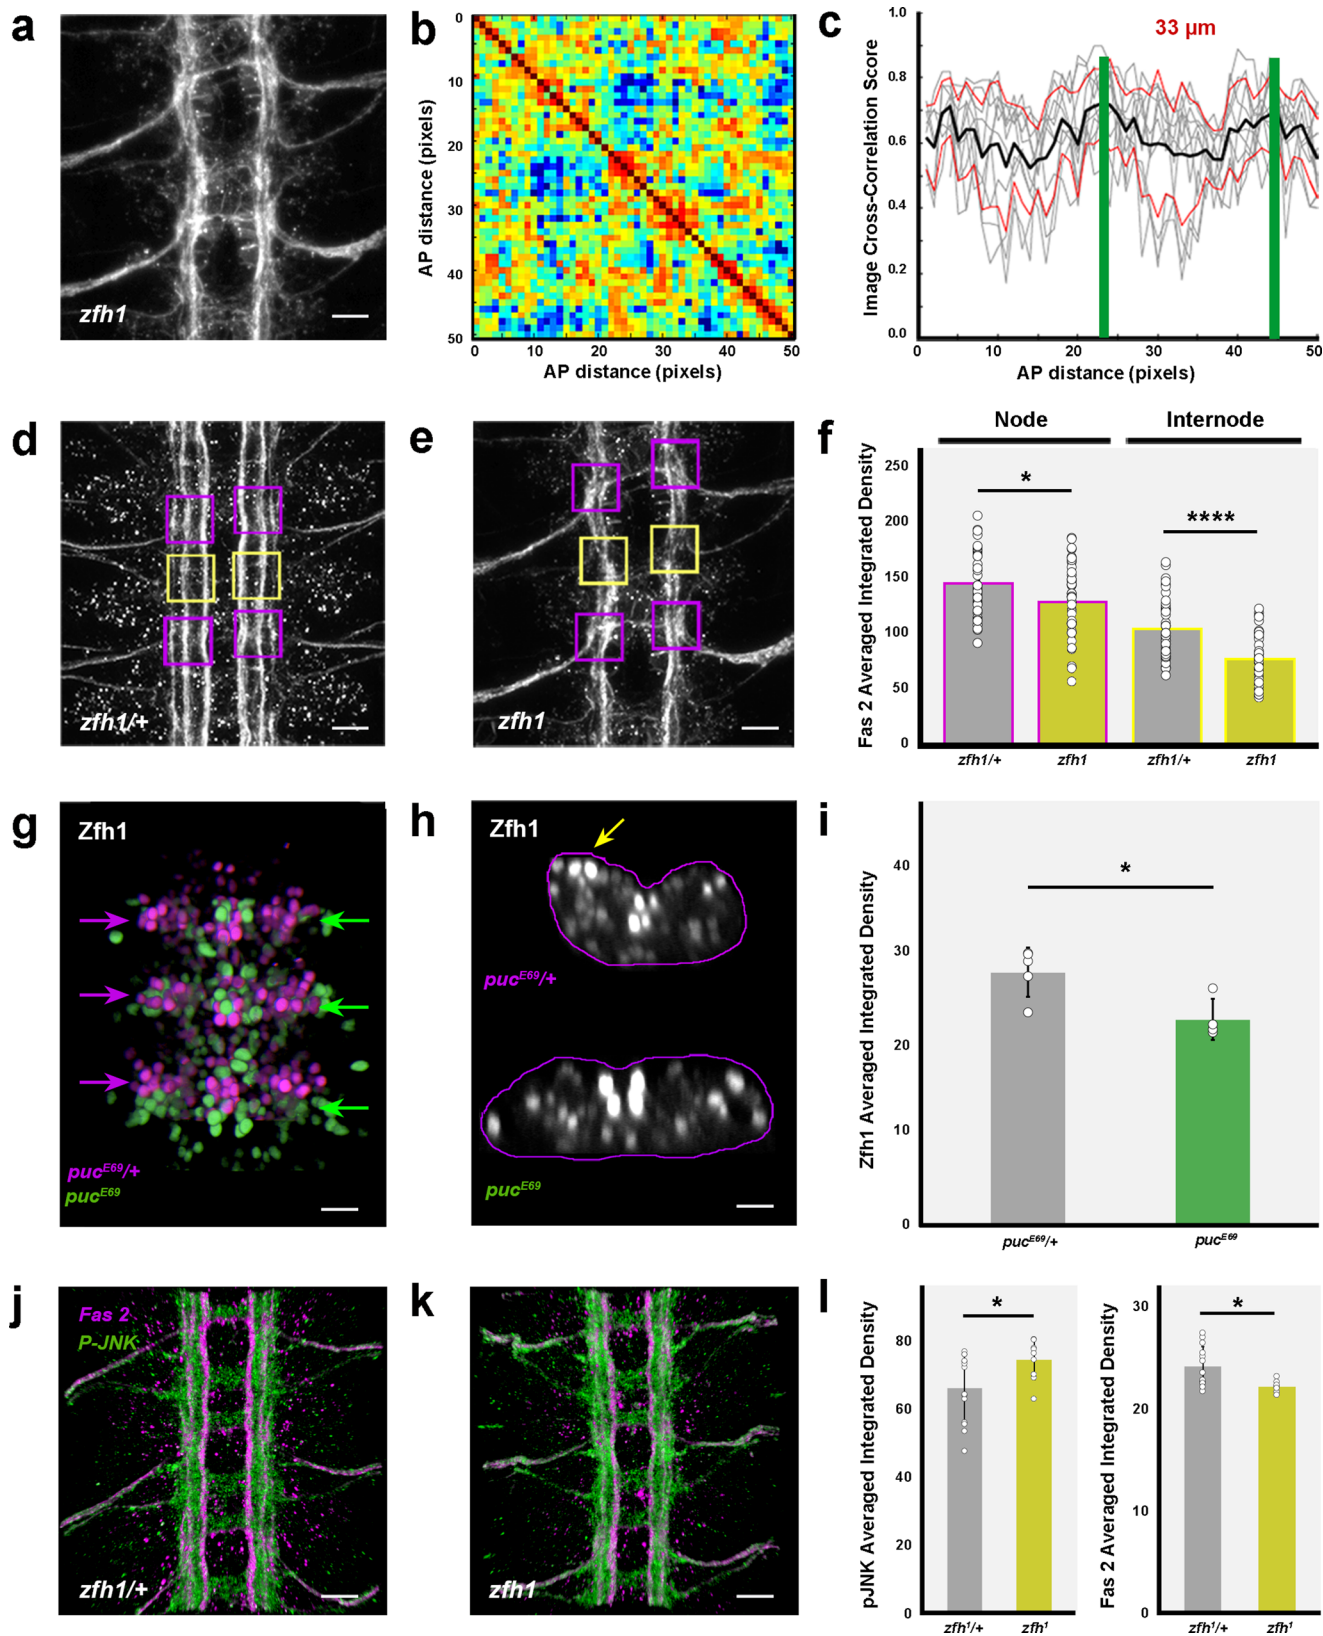 a
zfh1
b
0
10
20
30
40
50
AP distance (pixels)
0 10 20 30 40 50
AP distance (pixels)
c
33 µm
1.0
0.8
0.6
0.4
0.2
0.0
Image Cross-Correlation Score
0 10 20 30 40 50
AP distance (pixels)
d
zfh1/+
e
zfh1
f
Node Internode
* ****
250
200
150
100
50
0
Fas 2 Averaged Integrated Density
zfh1/+ zfh1 zfh1/+ zfh1
g
Zfh1
pucE69/+
pucE69
h
Zfh1
pucE69/+
pucE69
i
*
40
30
20
10
0
Zfh1 Averaged Integrated Density
pucE69/+ pucE69
j
Fas 2
P-JNK
zfh1/+
k
zfh1
l
*
80
60
40
20
0
pJNK Averaged Integrated Density
zfh1/+ zfh1
*
30
20
10
0
Fas 2 Averaged Integrated Density
zfh1/+ zfh1